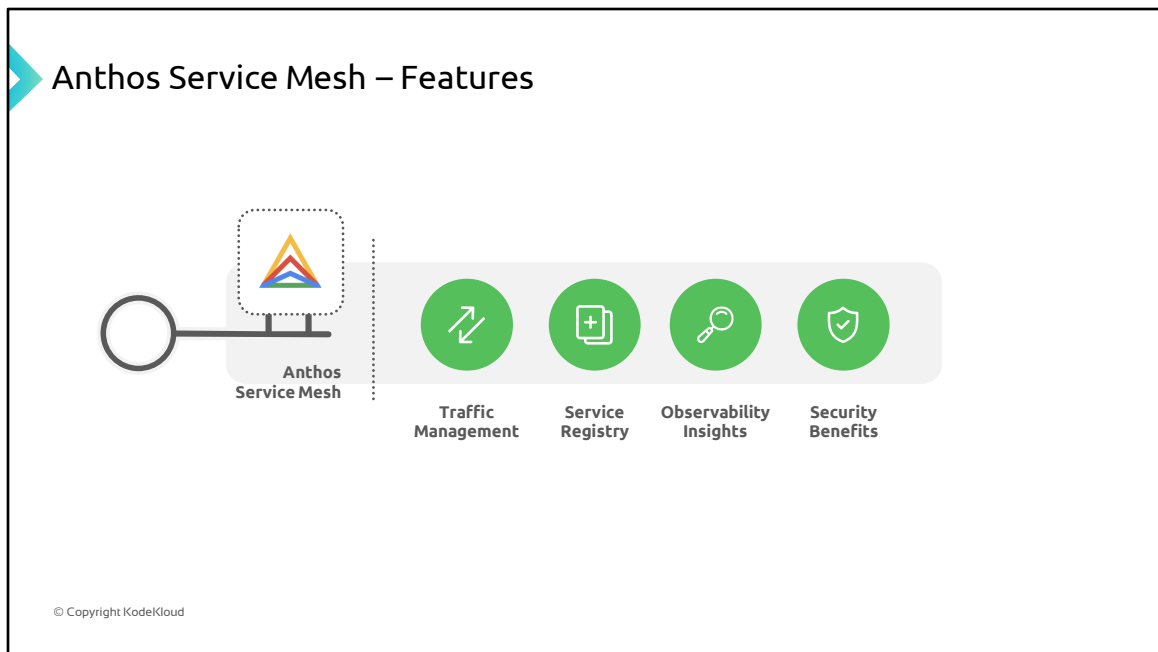 Anthos Service Mesh – Features
Anthos
Service Mesh
Traffic
Management
Service
Registry
Observability
Insights
Security
Benefits
© Copyright KodeKloud